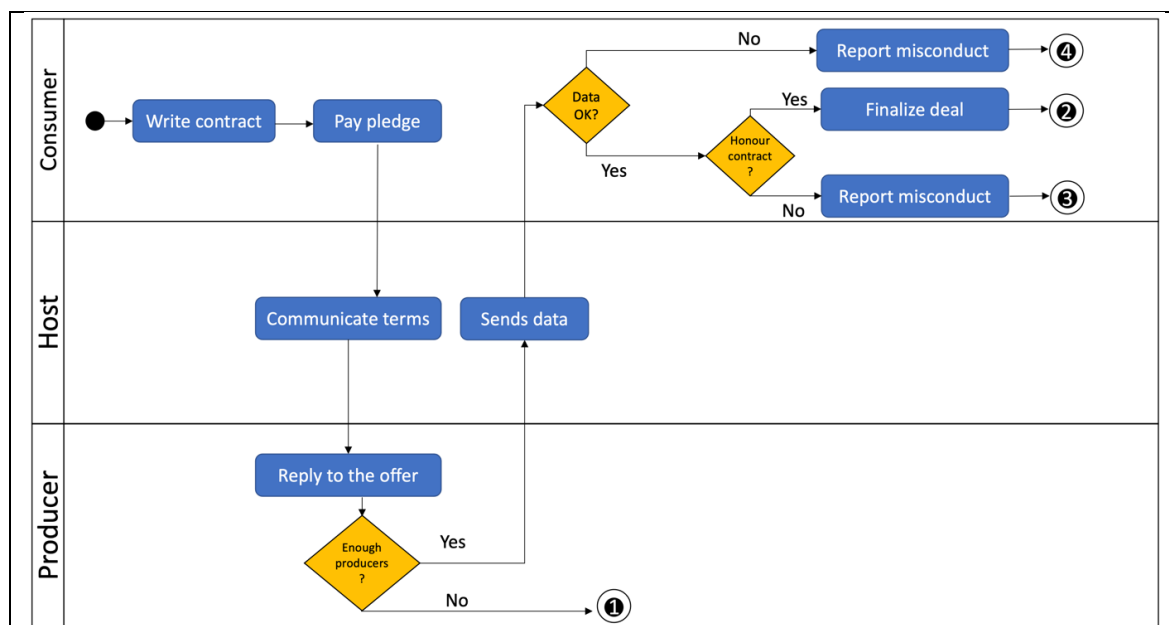 Consumer
Write contract
Pay pledge
Data
OK?
No
Report misconduct
❹
Yes
Honour
contract
?
Yes
Finalize deal
❷
No
Report misconduct
❸
Host
Communicate terms
Sends data
Producer
Reply to the offer
Enough
producers
?
Yes
No
❶